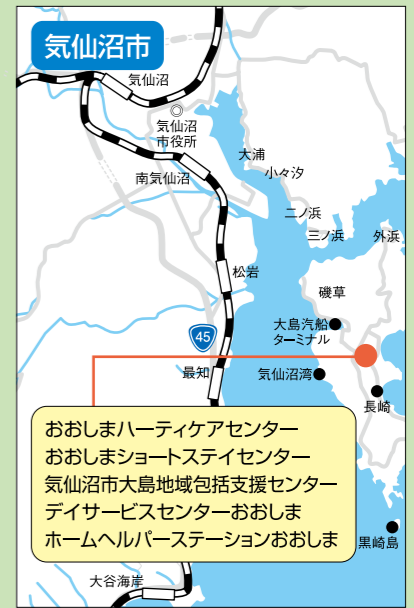 気仙沼市
気仙沼
気仙沼
市役所
大浦
小々汐
南気仙沼
二ノ浜
三ノ浜
外浜
松岩
磯草
大島汽船
ターミナル
45
最知
気仙沼湾
長崎
おおしまハーティケアセンター
おおしまショートステイセンター
気仙沼市大島地域包括支援センター
デイサービスセンターおおしま
ホームヘルパーステーションおおしま
黒崎島
大谷海岸